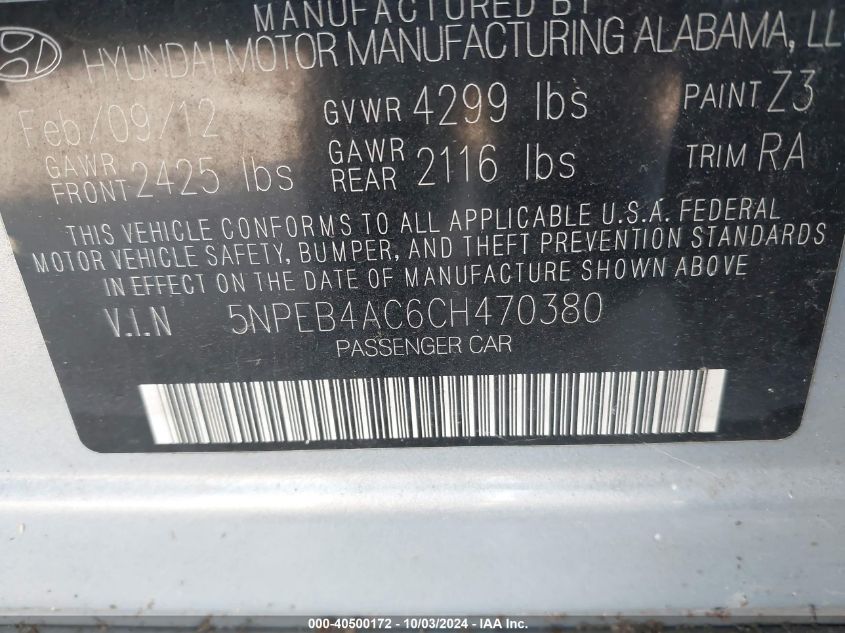 MANUFACTURED BY
HYUNDAI MOTOR MANUFACTURING ALABAMA, LL
Feb/09/12 GVWR 4299 lbs PAINT Z3
GAWR FRONT 2425 lbs GAWR REAR 2116 lbs TRIM RA
THIS VEHICLE CONFORMS TO ALL APPLICABLE U.S.A. FEDERAL
MOTOR VEHICLE SAFETY, BUMPER, AND THEFT PREVENTION STANDARDS
IN EFFECT ON THE DATE OF MANUFACTURE SHOWN ABOVE
V.I.N 5NPEB4AC6CH470380
PASSENGER CAR
000-40500172 - 10/03/2024 - IAA Inc.